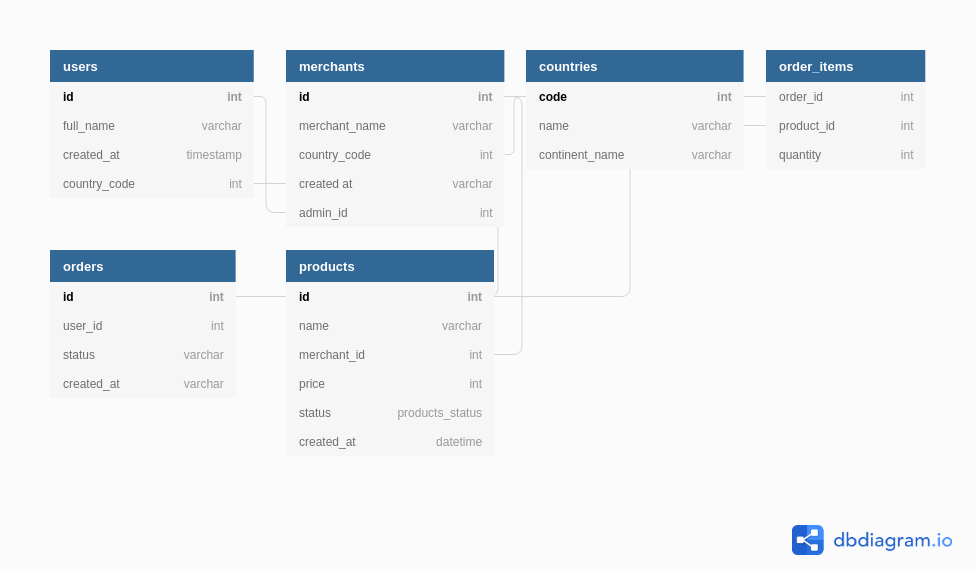 users
id int
full_name varchar
created_at timestamp
country_code int
merchants
id int
merchant_name varchar
country_code int
created at varchar
admin_id int
countries
code int
name varchar
continent_name varchar
order_items
order_id int
product_id int
quantity int
orders
id int
user_id int
status varchar
created_at varchar
products
id int
name varchar
merchant_id int
price int
status products_status
created_at datetime
dbdiagram.io